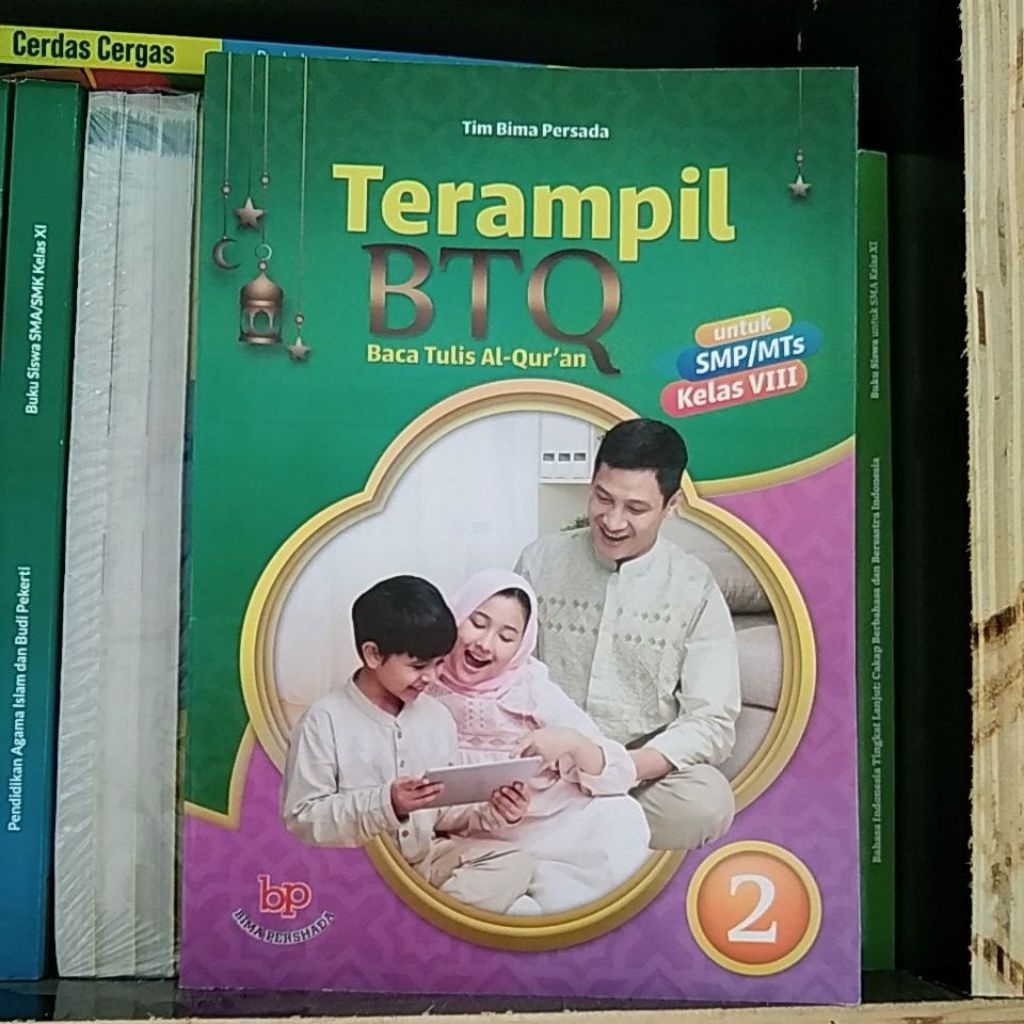 Cerdas Cergas
Buku Siswa SMA/SMK Kelas XI
Pendidikan Agama Islam dan Budi Pekerti
Tim Bima Persada
Terampil
BTQ
Baca Tulis Al-Qur'an
untuk
SMP/MTs
Kelas VIII
bp
BIMA PERSHADA
2
Buku Siswa untuk SMA Kelas XI
Bahasa Indonesia Tingkat Lanjut: Cakap Berbahasa dan Bersastra Indonesia